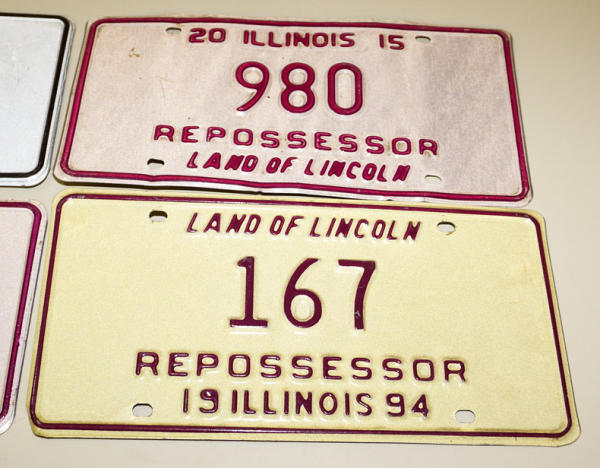 20 ILLINOIS 15
980
REPOSSESSOR
LAND OF LINCOLN
LAND OF LINCOLN
167
REPOSSESSOR
19 ILLINOIS 94